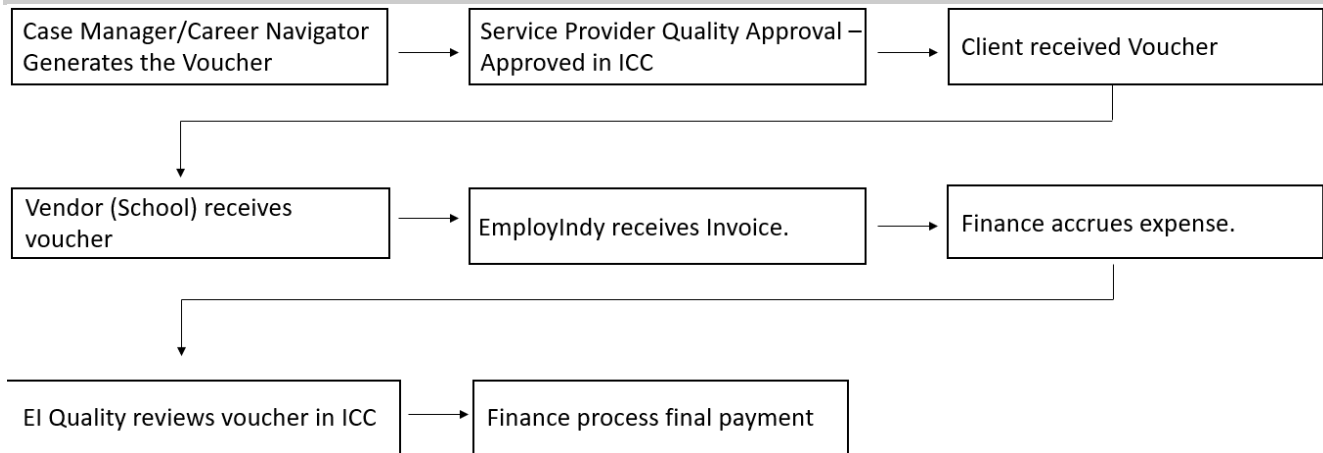 Case Manager/Career Navigator
Generates the Voucher
Service Provider Quality Approval –
Approved in ICC
Client received Voucher
Vendor (School) receives
voucher
EmployIndy receives Invoice.
Finance accrues expense.
EI Quality reviews voucher in ICC
Finance process final payment